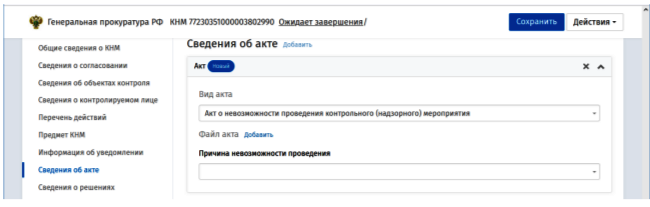 Генеральная прокуратура РФ КНМ 77230351000003802990 Ожидает завершения/ Сохранить Действия
Общие сведения о КНМ
Сведения о согласовании
Сведения об объектах контроля
Сведения о контролируемом лице
Перечень действий
Предмет КНМ
Информация об уведомлении
Сведения об акте
Сведения о решениях
Сведения об акте Добавить
Акт Новый
Вид акта
Акт о невозможности проведения контрольного (надзорного) мероприятия
Файл акта Добавить
Причина невозможности проведения